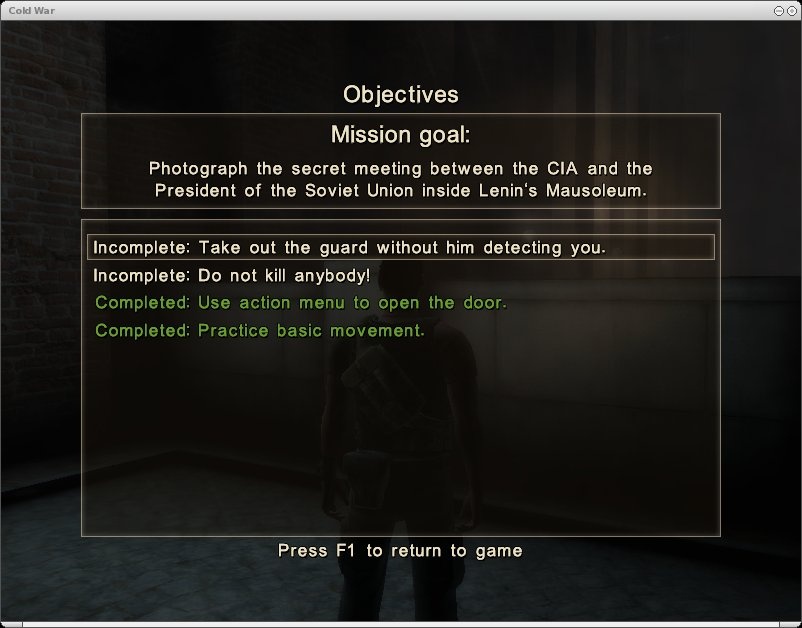 Cold War
Objectives
Mission goal:
Photograph the secret meeting between the CIA and the
President of the Soviet Union inside Lenin's Mausoleum.
Incomplete: Take out the guard without him detecting you.
Incomplete: Do not kill anybody!
Completed: Use action menu to open the door.
Completed: Practice basic movement.
Press F1 to return to game